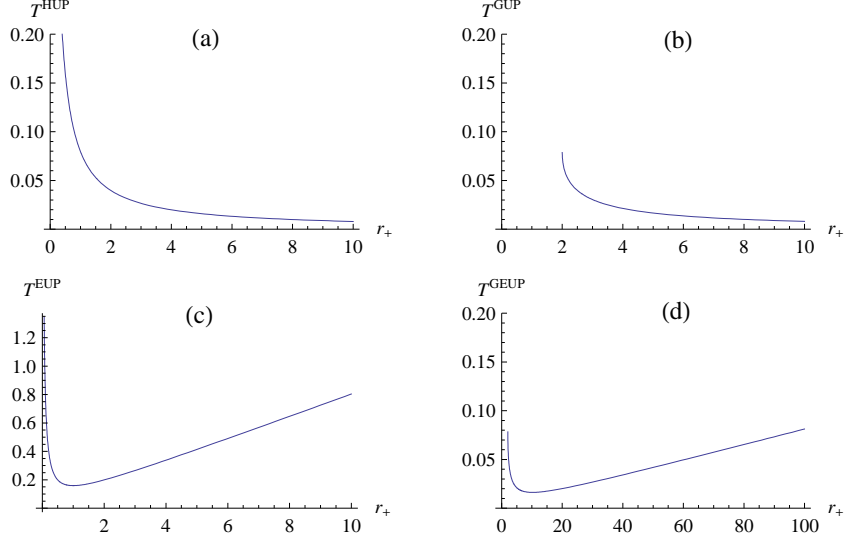 T^HUP
(a)
0.20
0.15
0.10
0.05
0 2 4 6 8 10 r+
T^GUP
(b)
0.20
0.15
0.10
0.05
0 2 4 6 8 10 r+
T^EUP
(c)
1.2
1.0
0.8
0.6
0.4
0.2
2 4 6 8 10 r+
T^GEUP
(d)
0.20
0.15
0.10
0.05
0 20 40 60 80 100 r+